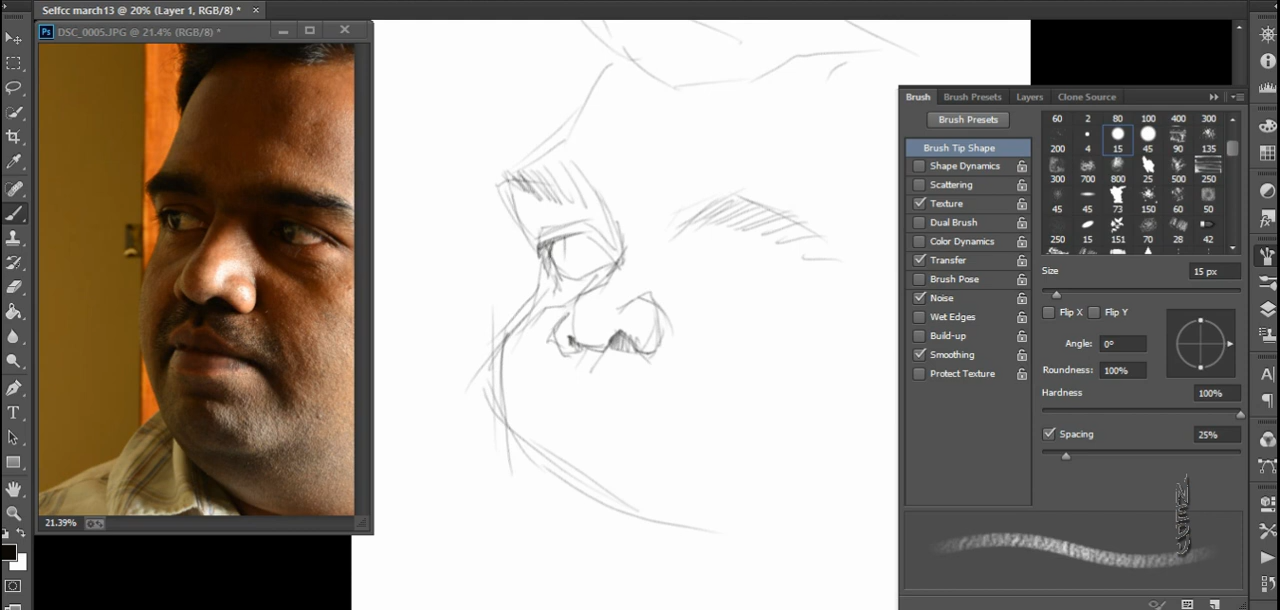 Selfcc march13 @ 20% (Layer 1, RGB/8) * ×
Ps DSC_0005.JPG @ 21.4% (RGB/8) *
21.39%
Brush Brush Presets Layers Clone Source
Brush Presets
Brush Tip Shape
Shape Dynamics
Scattering
Texture
Dual Brush
Color Dynamics
Transfer
Brush Pose
Noise
Wet Edges
Build-up
Smoothing
Protect Texture
60 2 80 100 400 300
200 4 15 45 90 135
300 700 800 25 500 250
45 45 73 150 60 50
250 15 151 70 28 42
Size 15 px
Flip X Flip Y
Angle: 0°
Roundness: 100%
Hardness 100%
Spacing 25%